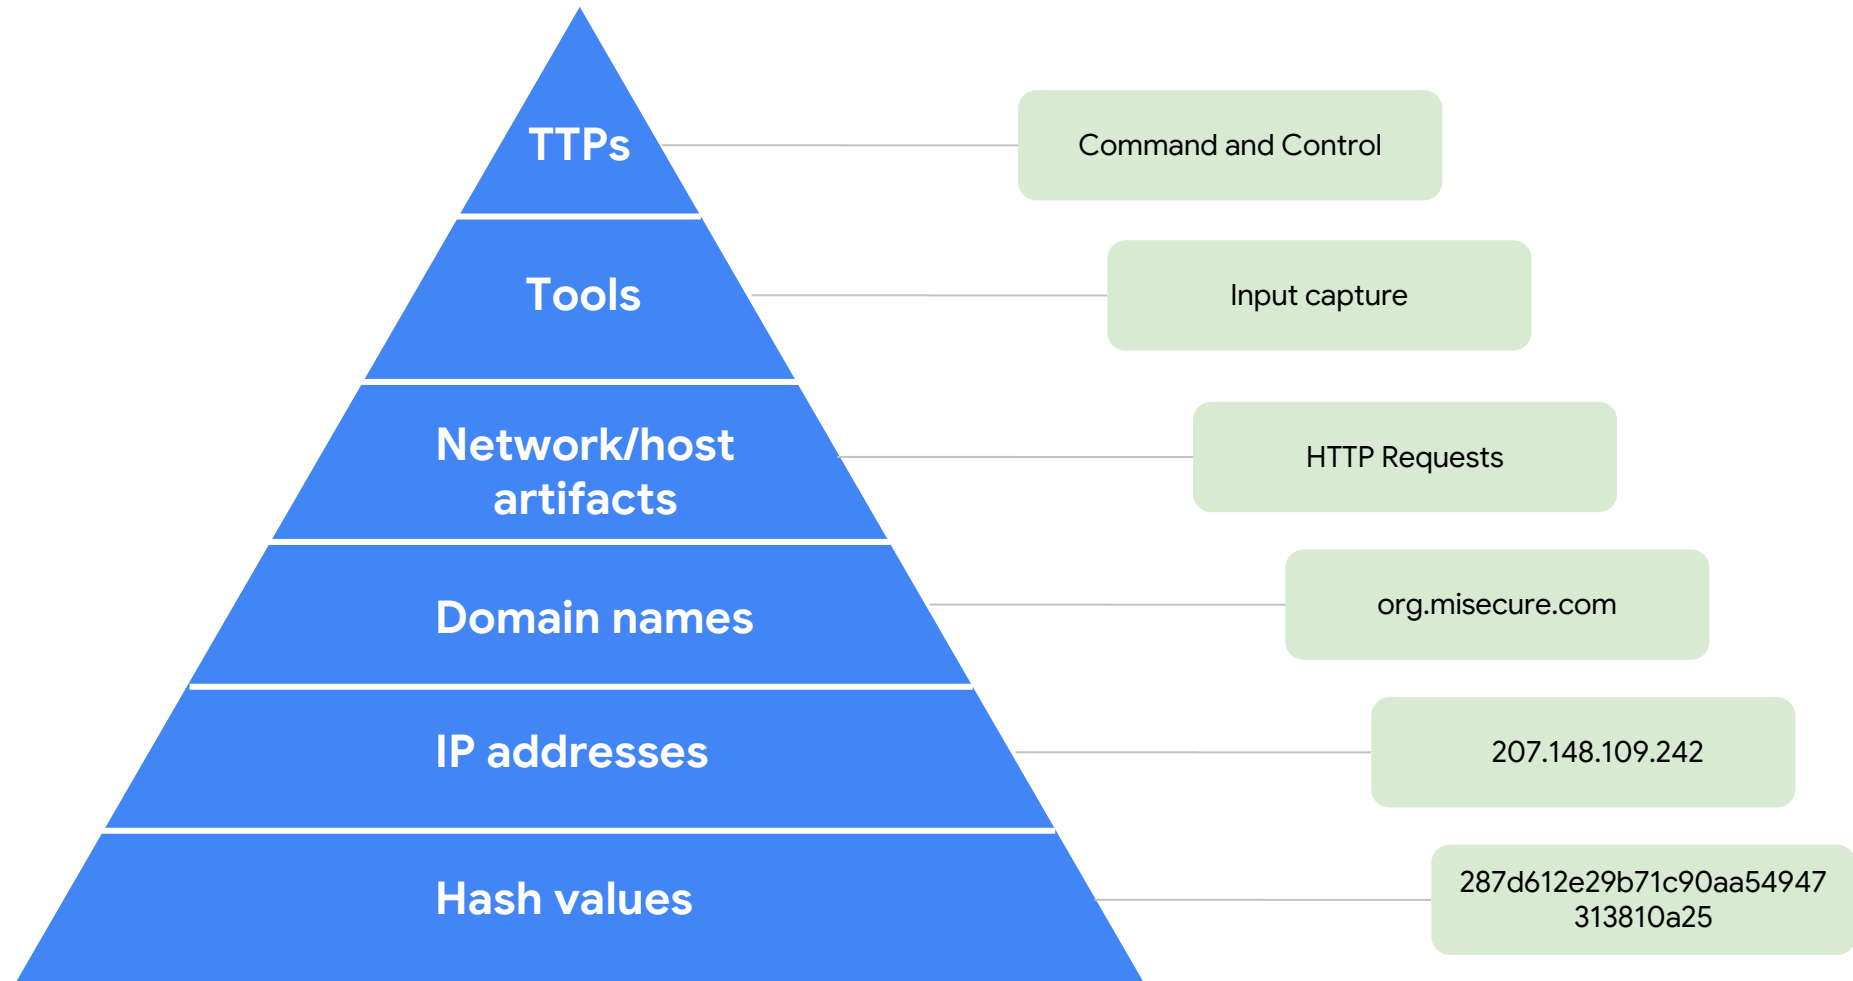 TTPs
Command and Control
Tools
Input capture
Network/host
artifacts
HTTP Requests
Domain names
org.misecure.com
IP addresses
207.148.109.242
Hash values
287d612e29b71c90aa54947
313810a25